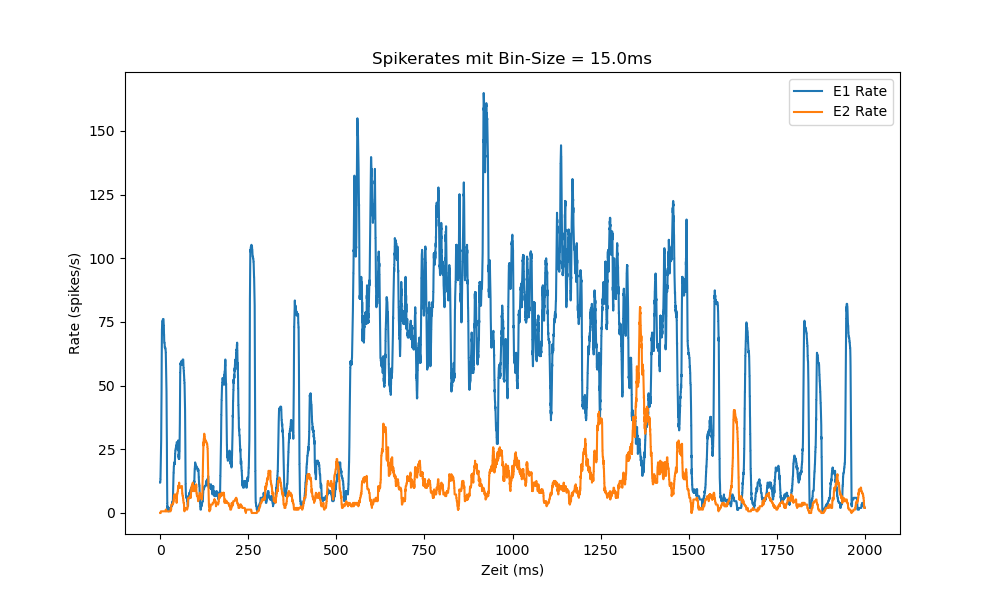 Spikerates mit Bin-Size = 15.0ms
E1 Rate
E2 Rate
150
125
100
75
50
25
0
Rate (spikes/s)
0 250 500 750 1000 1250 1500 1750 2000
Zeit (ms)